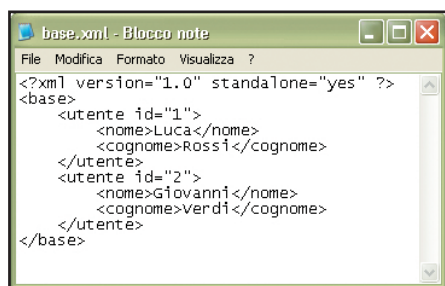 base.xml - Blocco note
File Modifica Formato Visualizza ?
<?xml version="1.0" standalone="yes" ?>
<base>
    <utente id="1">
        <nome>Luca</nome>
        <cognome>Rossi</cognome>
    </utente>
    <utente id="2">
        <nome>Giovanni</nome>
        <cognome>Verdi</cognome>
    </utente>
</base>